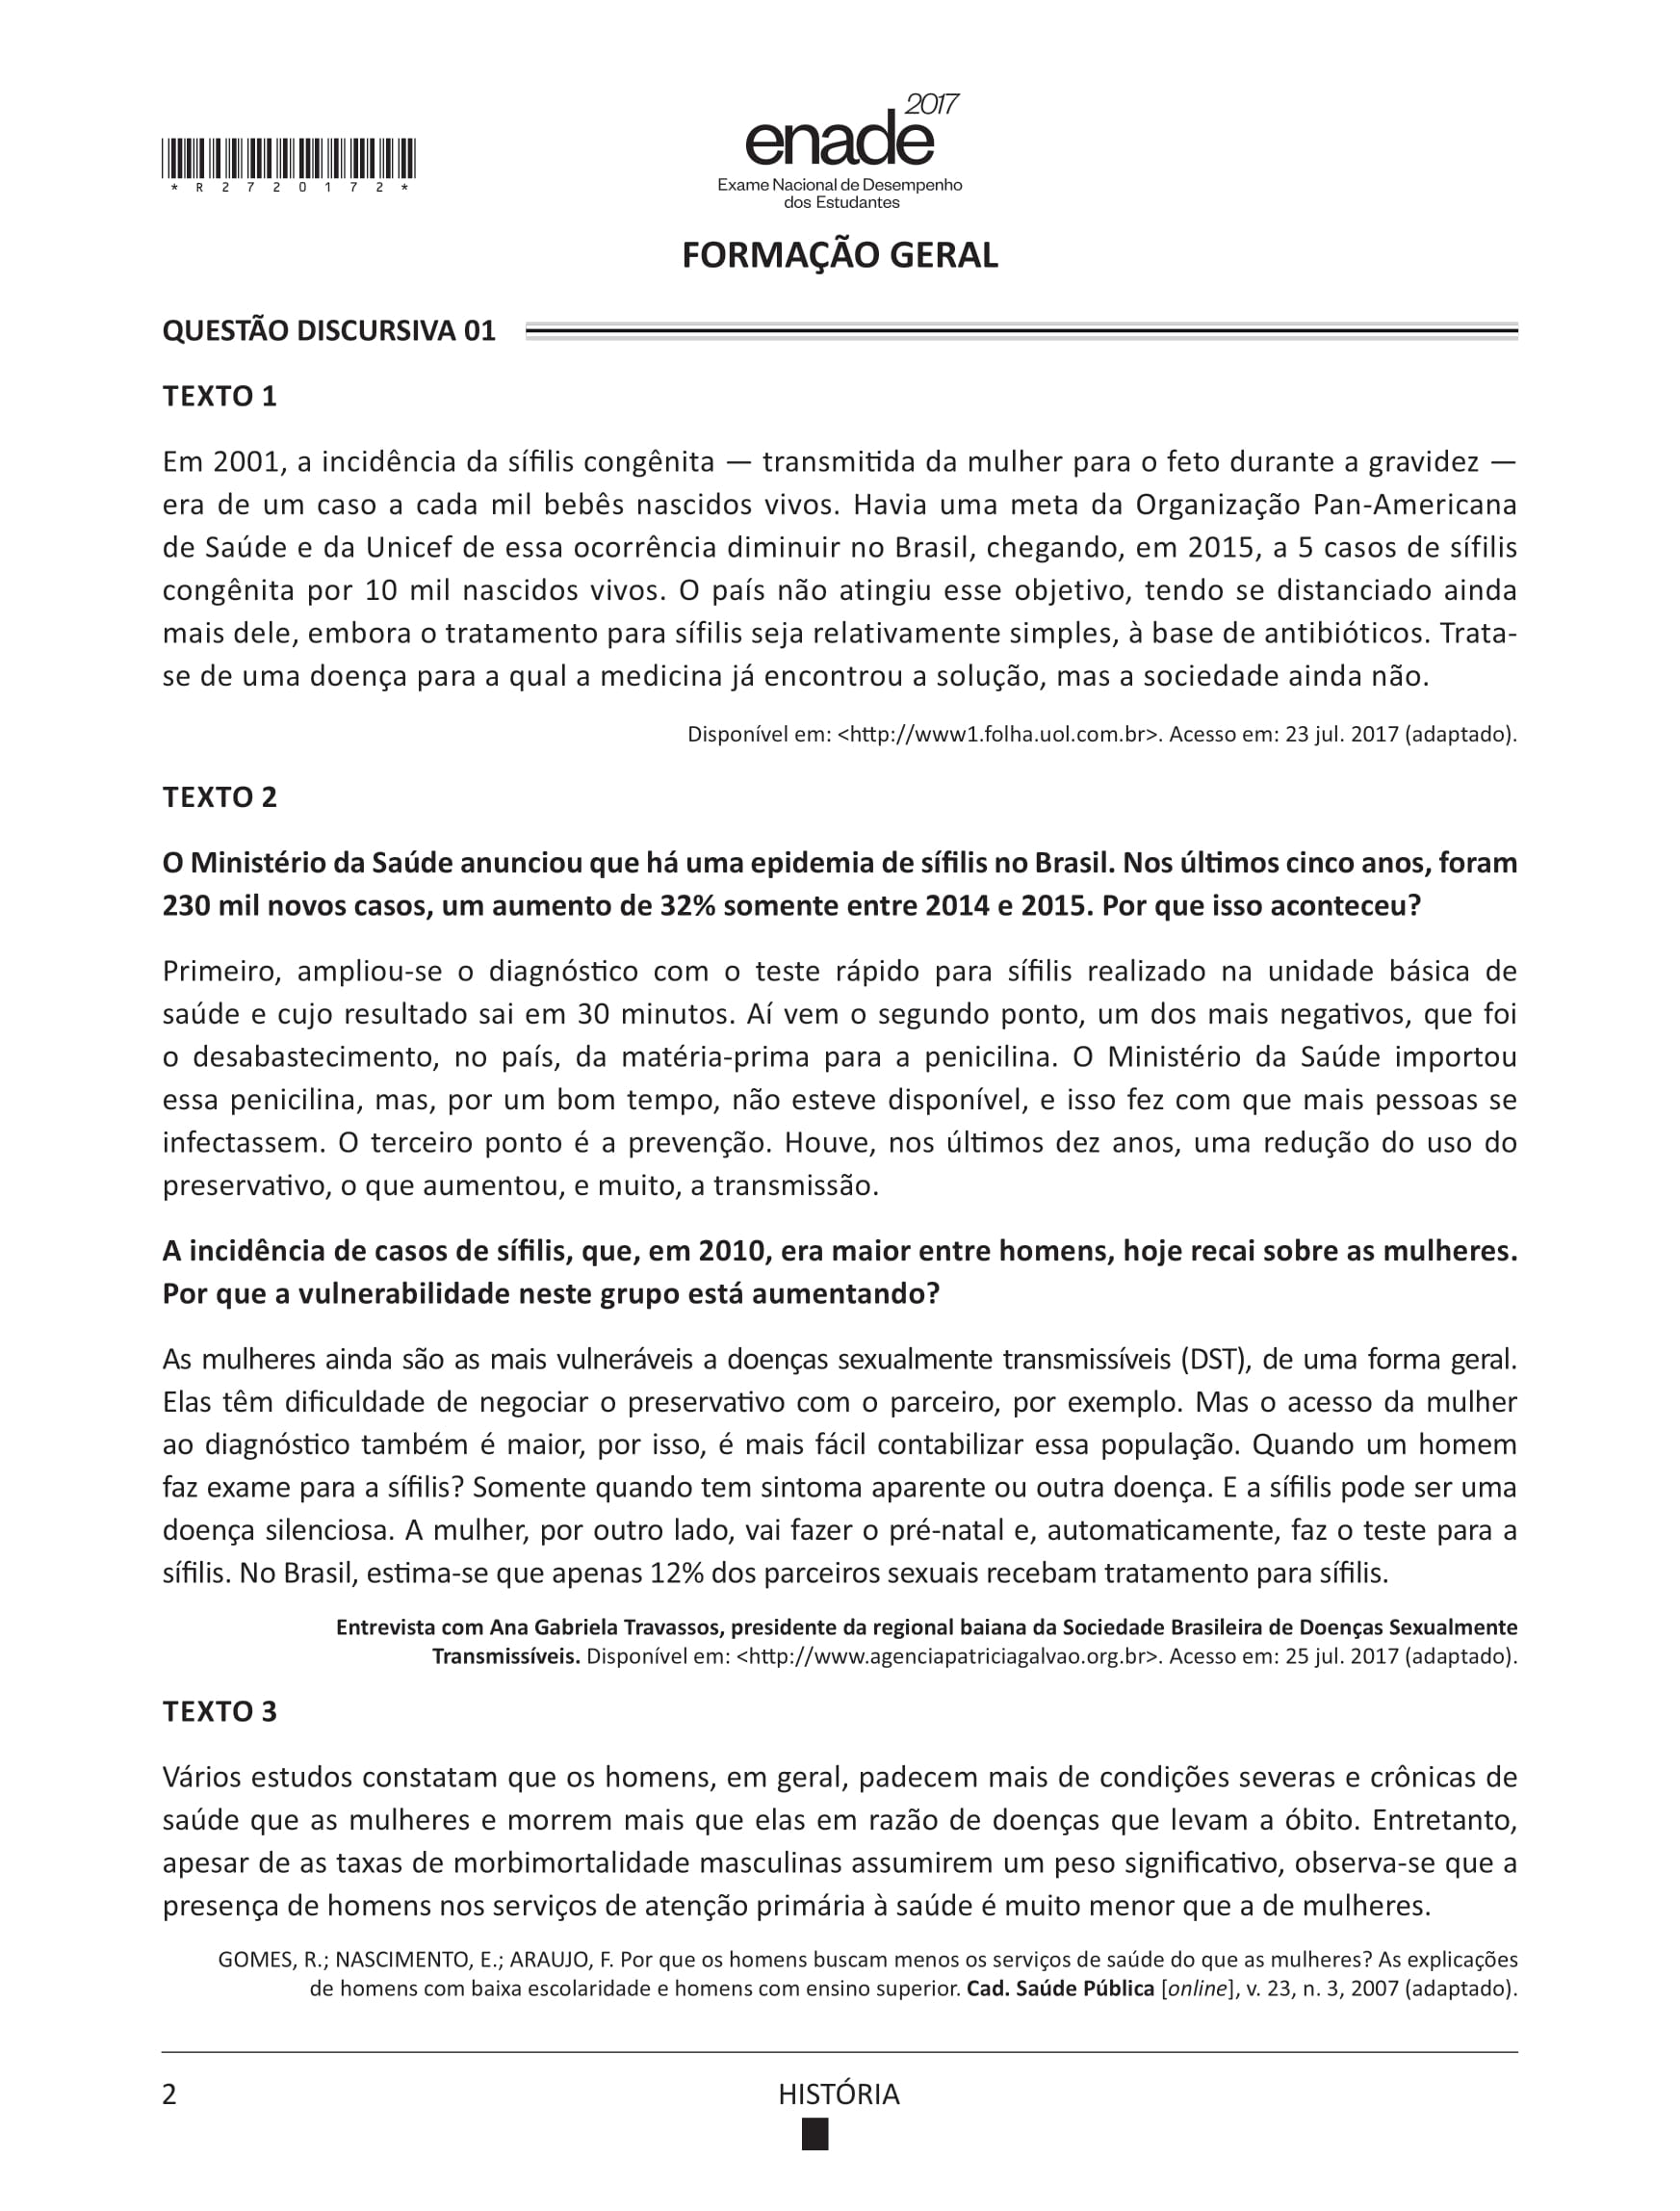 enade 2017
Exame Nacional de Desempenho
dos Estudantes
*R2720172*
FORMAÇÃO GERAL
QUESTÃO DISCURSIVA 01
TEXTO 1
Em 2001, a incidência da sífilis congênita — transmitida da mulher para o feto durante a gravidez —
era de um caso a cada mil bebês nascidos vivos. Havia uma meta da Organização Pan-Americana
de Saúde e da Unicef de essa ocorrência diminuir no Brasil, chegando, em 2015, a 5 casos de sífilis
congênita por 10 mil nascidos vivos. O país não atingiu esse objetivo, tendo se distanciado ainda
mais dele, embora o tratamento para sífilis seja relativamente simples, à base de antibióticos. Trata-
se de uma doença para a qual a medicina já encontrou a solução, mas a sociedade ainda não.
Disponível em: <http://www1.folha.uol.com.br>. Acesso em: 23 jul. 2017 (adaptado).
TEXTO 2
O Ministério da Saúde anunciou que há uma epidemia de sífilis no Brasil. Nos últimos cinco anos, foram
230 mil novos casos, um aumento de 32% somente entre 2014 e 2015. Por que isso aconteceu?
Primeiro, ampliou-se o diagnóstico com o teste rápido para sífilis realizado na unidade básica de
saúde e cujo resultado sai em 30 minutos. Aí vem o segundo ponto, um dos mais negativos, que foi
o desabastecimento, no país, da matéria-prima para a penicilina. O Ministério da Saúde importou
essa penicilina, mas, por um bom tempo, não esteve disponível, e isso fez com que mais pessoas se
infectassem. O terceiro ponto é a prevenção. Houve, nos últimos dez anos, uma redução do uso do
preservativo, o que aumentou, e muito, a transmissão.
A incidência de casos de sífilis, que, em 2010, era maior entre homens, hoje recai sobre as mulheres.
Por que a vulnerabilidade neste grupo está aumentando?
As mulheres ainda são as mais vulneráveis a doenças sexualmente transmissíveis (DST), de uma forma geral.
Elas têm dificuldade de negociar o preservativo com o parceiro, por exemplo. Mas o acesso da mulher
ao diagnóstico também é maior, por isso, é mais fácil contabilizar essa população. Quando um homem
faz exame para a sífilis? Somente quando tem sintoma aparente ou outra doença. E a sífilis pode ser uma
doença silenciosa. A mulher, por outro lado, vai fazer o pré-natal e, automaticamente, faz o teste para a
sífilis. No Brasil, estima-se que apenas 12% dos parceiros sexuais recebam tratamento para sífilis.
Entrevista com Ana Gabriela Travassos, presidente da regional baiana da Sociedade Brasileira de Doenças Sexualmente
Transmissíveis. Disponível em: <http://www.agenciapatriciagalvao.org.br>. Acesso em: 25 jul. 2017 (adaptado).
TEXTO 3
Vários estudos constatam que os homens, em geral, padecem mais de condições severas e crônicas de
saúde que as mulheres e morrem mais que elas em razão de doenças que levam a óbito. Entretanto,
apesar de as taxas de morbimortalidade masculinas assumirem um peso significativo, observa-se que a
presença de homens nos serviços de atenção primária à saúde é muito menor que a de mulheres.
GOMES, R.; NASCIMENTO, E.; ARAUJO, F. Por que os homens buscam menos os serviços de saúde do que as mulheres? As explicações
de homens com baixa escolaridade e homens com ensino superior. Cad. Saúde Pública [online], v. 23, n. 3, 2007 (adaptado).
2
HISTÓRIA